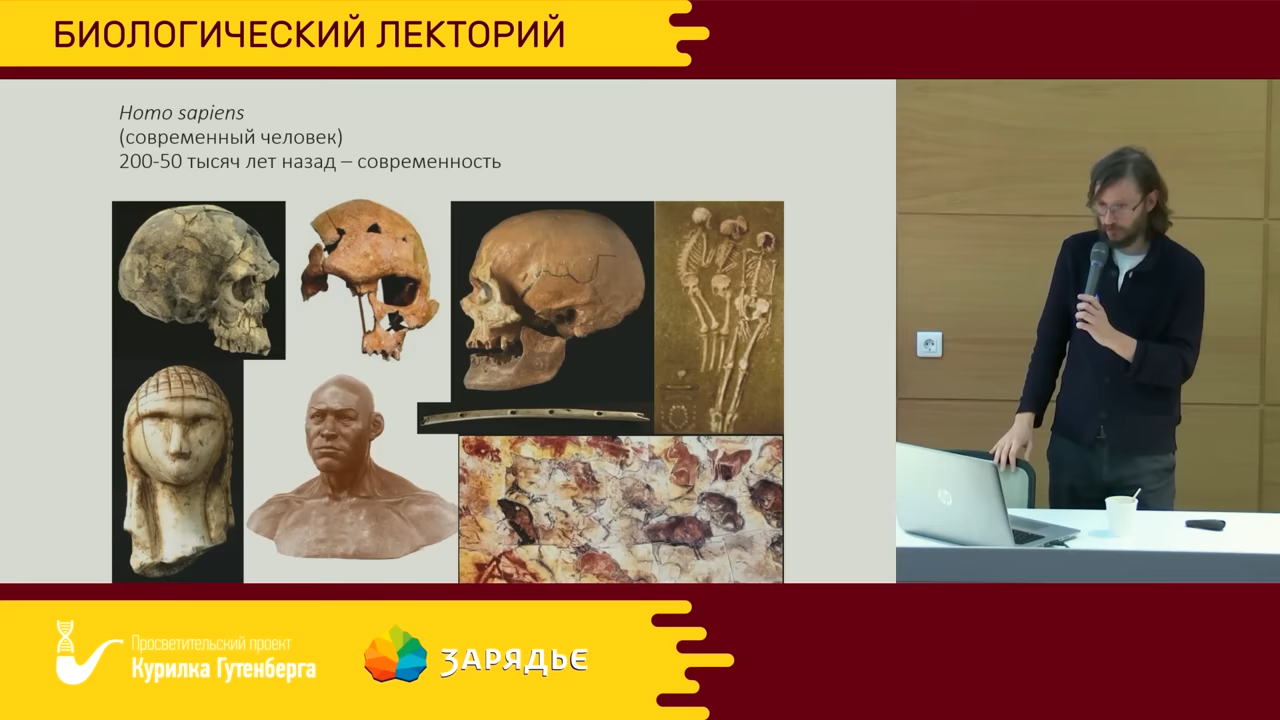 БИОЛОГИЧЕСКИЙ ЛЕКТОРИЙ
Homo sapiens
(современный человек)
200-50 тысяч лет назад – современность
Просветительский проект
Курилка Гутенберга
ЗАРЯДЬЕ